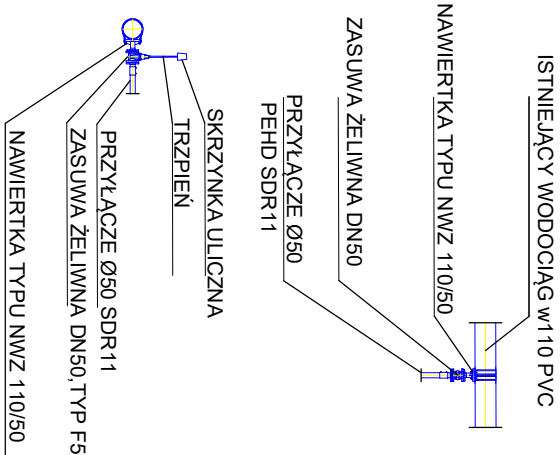 ISTNIEJĄCY WODOCIĄG w110 PVC
NAWIERTKA TYPU NWZ 110/50
ZASUWA ŻELIWNA DN50
PRZYŁĄCZE Ø50
PEHD SDR11
SKRZYNKA ULICZNA
TRZPIEŃ
PRZYŁĄCZE Ø50 SDR11
ZASUWA ŻELIWNA DN50,TYP F5
NAWIERTKA TYPU NWZ 110/50